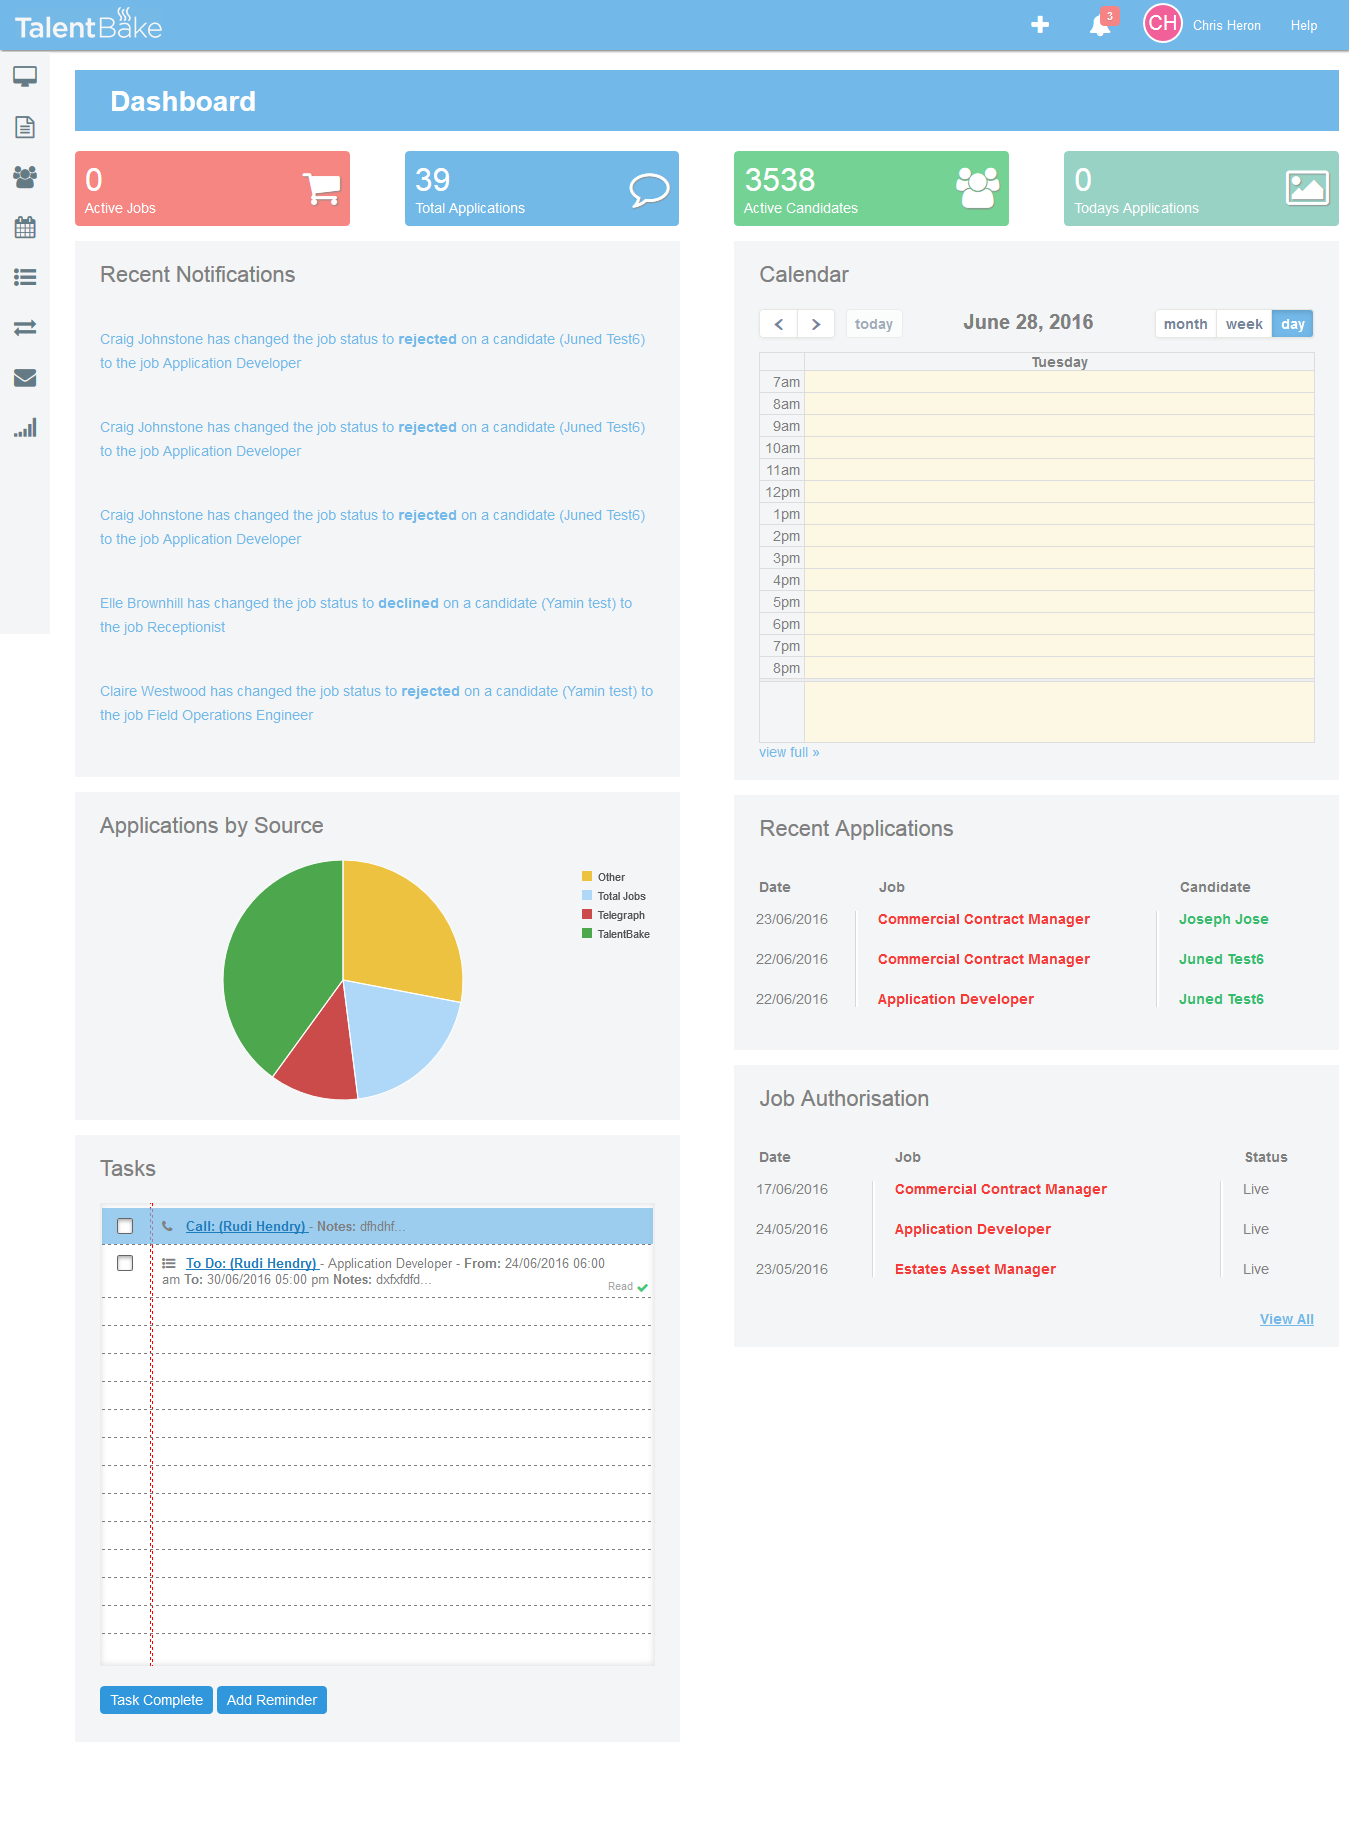 TalentBake
3
CH
Chris Heron
Help
Dashboard
0
Active Jobs
39
Total Applications
3538
Active Candidates
0
Todays Applications
Recent Notifications
Craig Johnstone has changed the job status to rejected on a candidate (Juned Test6)
to the job Application Developer
Craig Johnstone has changed the job status to rejected on a candidate (Juned Test6)
to the job Application Developer
Craig Johnstone has changed the job status to rejected on a candidate (Juned Test6)
to the job Application Developer
Elle Brownhill has changed the job status to declined on a candidate (Yamin test) to
the job Receptionist
Claire Westwood has changed the job status to rejected on a candidate (Yamin test) to
the job Field Operations Engineer
Calendar
today
June 28, 2016
month week day
Tuesday
7am
8am
9am
10am
11am
12pm
1pm
2pm
3pm
4pm
5pm
6pm
7pm
8pm
view full »
Applications by Source
Other
Total Jobs
Telegraph
TalentBake
Recent Applications
Date Job Candidate
23/06/2016 Commercial Contract Manager Joseph Jose
22/06/2016 Commercial Contract Manager Juned Test6
22/06/2016 Application Developer Juned Test6
Job Authorisation
Date Job Status
17/06/2016 Commercial Contract Manager Live
24/05/2016 Application Developer Live
23/05/2016 Estates Asset Manager Live
View All
Tasks
Call: (Rudi Hendry) - Notes: dfhdhf...
To Do: (Rudi Hendry) - Application Developer - From: 24/06/2016 06:00
am To: 30/06/2016 05:00 pm Notes: dxfxfdfd...
Read
Task Complete
Add Reminder